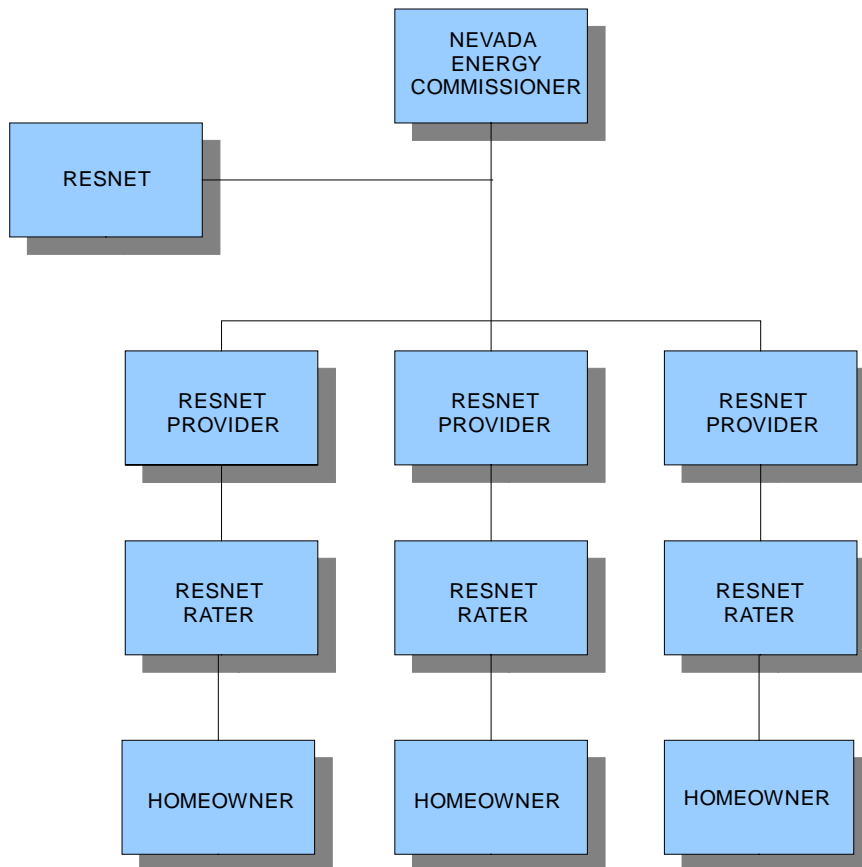 NEVADA
ENERGY
COMMISSIONER
RESNET
RESNET
PROVIDER
RESNET
PROVIDER
RESNET
PROVIDER
RESNET
RATER
RESNET
RATER
RESNET
RATER
HOMEOWNER
HOMEOWNER
HOMEOWNER